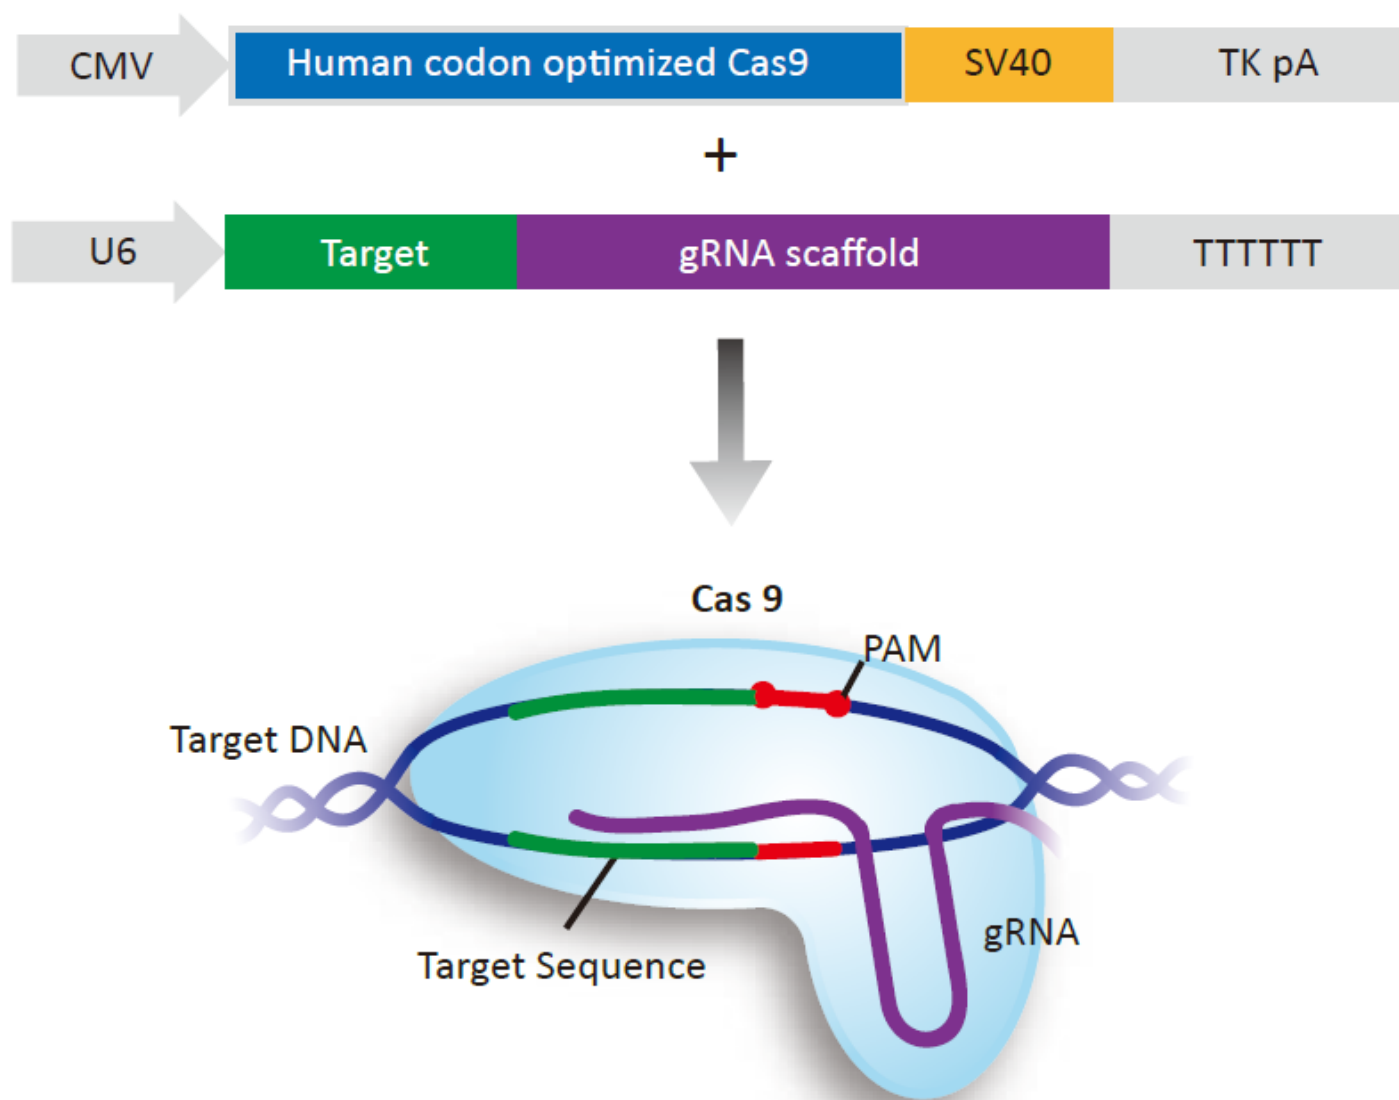 CMV
Human codon optimized Cas9
SV40
TK pA
+
U6
Target
gRNA scaffold
TTTTTT
Cas 9
PAM
Target DNA
gRNA
Target Sequence